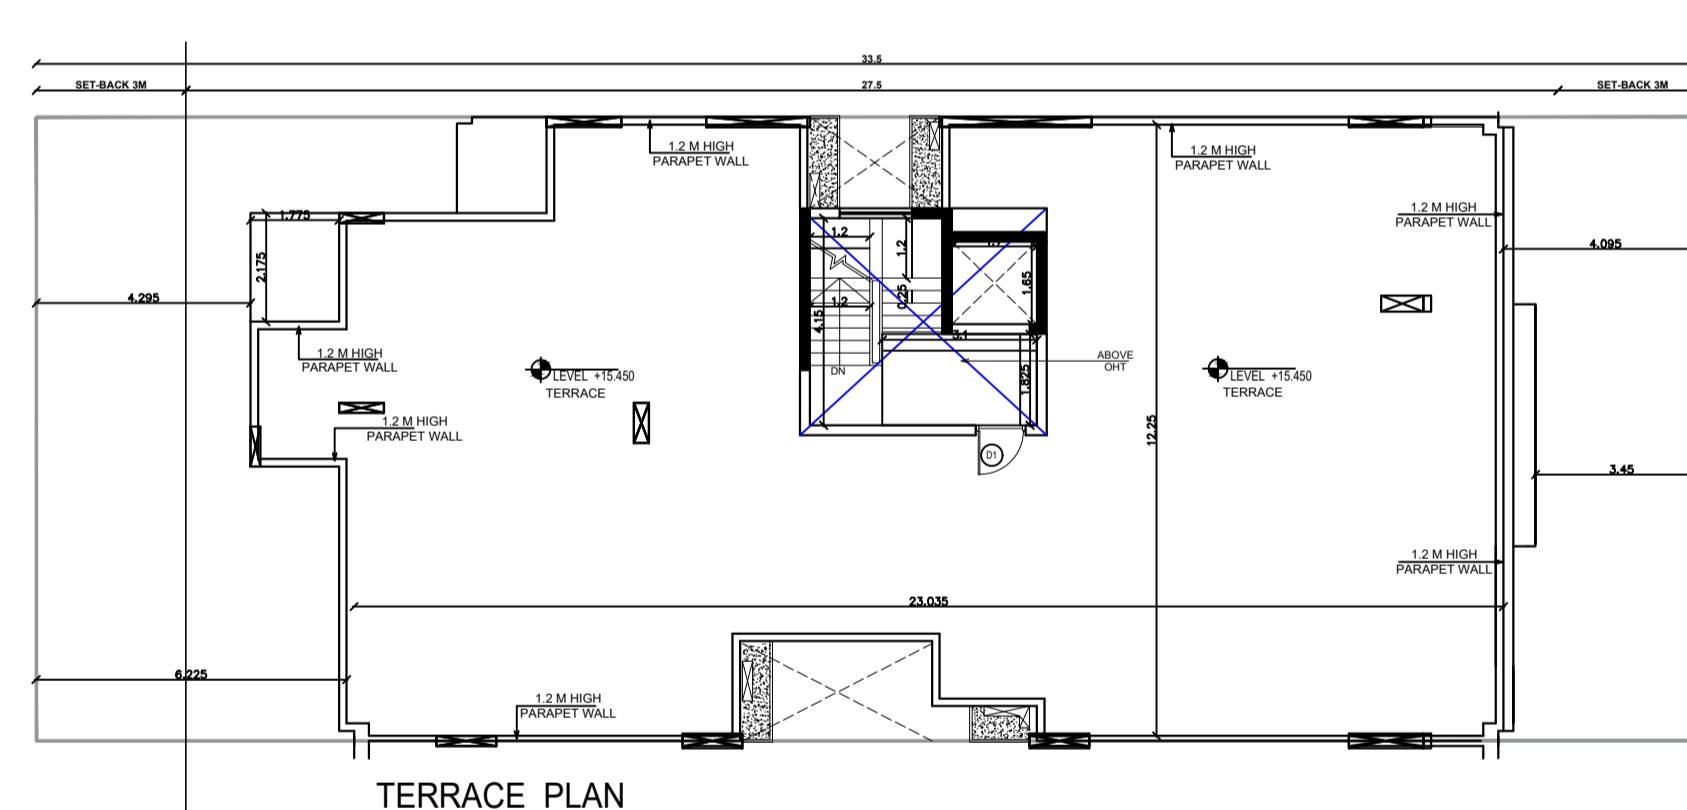 33.5
SET-BACK 3M
27.5
SET-BACK 3M
1.2 M HIGH
PARAPET WALL
1.2 M HIGH
PARAPET WALL
1.775
1.2 M HIGH
PARAPET WALL
1.2
1.2
4.095
2.175
1.65
4.295
1.2
0.25
4.15
3.1
1.2 M HIGH
PARAPET WALL
ABOVE
OHT
DN
LEVEL +15.450
TERRACE
LEVEL +15.450
TERRACE
1.825
1.2 M HIGH
PARAPET WALL
12.25
D1
3.45
1.2 M HIGH
PARAPET WALL
23.035
6.225
1.2 M HIGH
PARAPET WALL
TERRACE PLAN